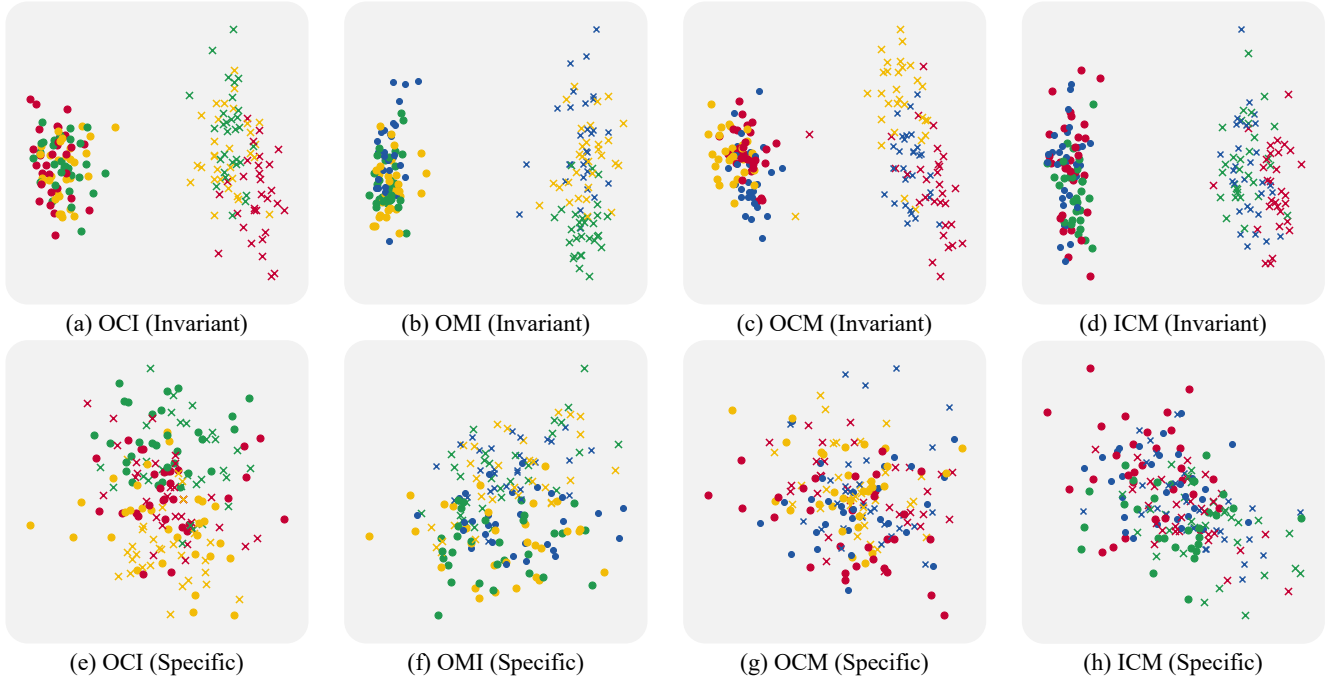 (a) OCI (Invariant)
(b) OMI (Invariant)
(c) OCM (Invariant)
(d) ICM (Invariant)
(e) OCI (Specific)
(f) OMI (Specific)
(g) OCM (Specific)
(h) ICM (Specific)